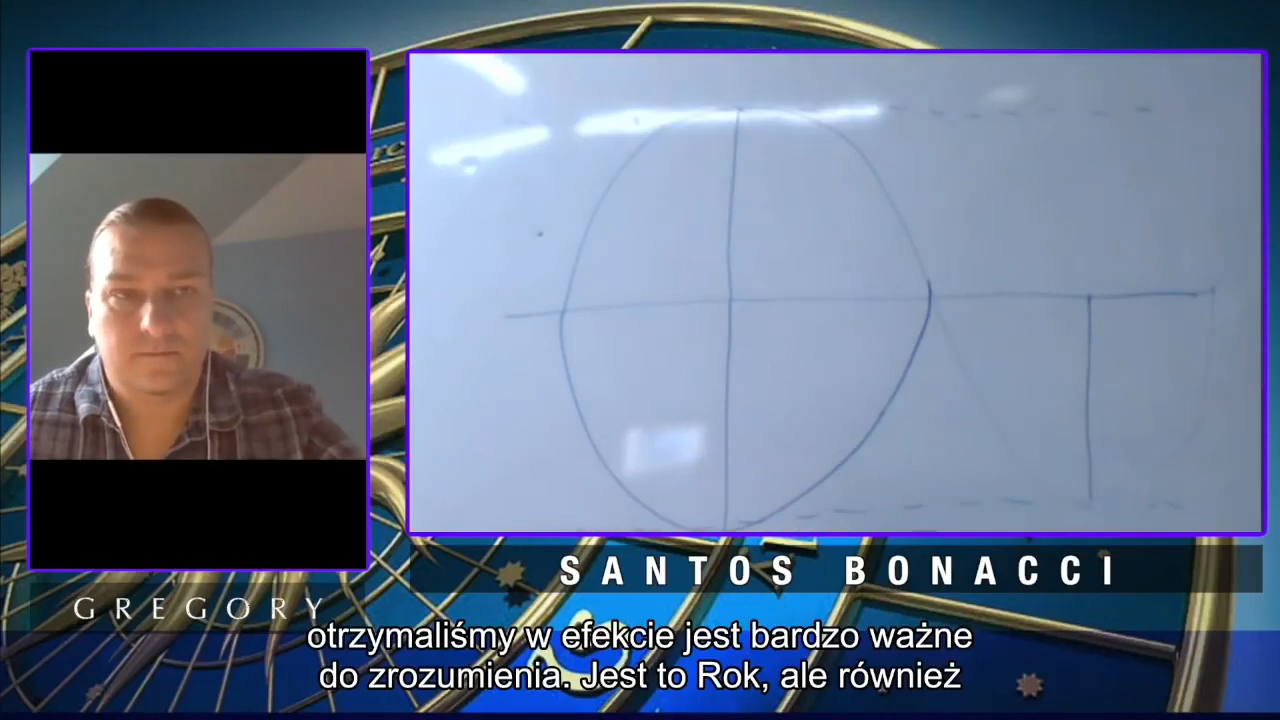 SANTOS BONACCI
GREGORY
otrzymaliśmy w efekcie jest bardzo ważne
do zrozumienia. Jest to Rok, ale również